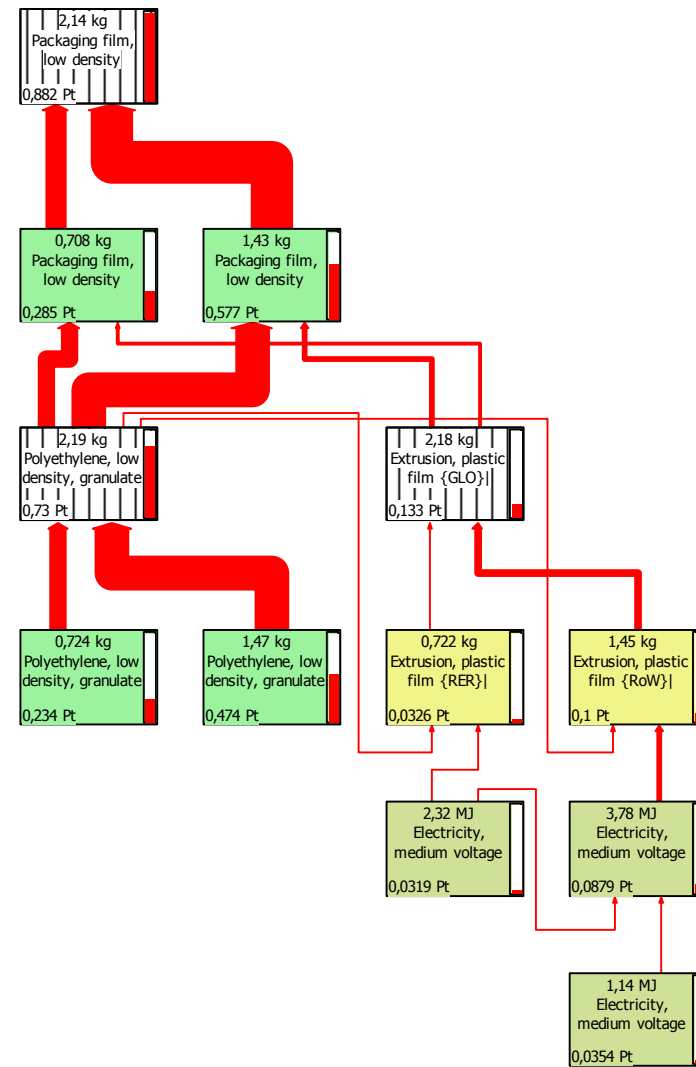 2,14 kg
Packaging film,
low density
0,882 Pt
0,708 kg
Packaging film,
low density
0,285 Pt
1,43 kg
Packaging film,
low density
0,577 Pt
2,19 kg
Polyethylene, low
density, granulate
0,73 Pt
2,18 kg
Extrusion, plastic
film {GLO}|
0,133 Pt
0,724 kg
Polyethylene, low
density, granulate
0,234 Pt
1,47 kg
Polyethylene, low
density, granulate
0,474 Pt
0,722 kg
Extrusion, plastic
film {RER}|
0,0326 Pt
1,45 kg
Extrusion, plastic
film {RoW}|
0,1 Pt
2,32 MJ
Electricity,
medium voltage
0,0319 Pt
3,78 MJ
Electricity,
medium voltage
0,0879 Pt
1,14 MJ
Electricity,
medium voltage
0,0354 Pt